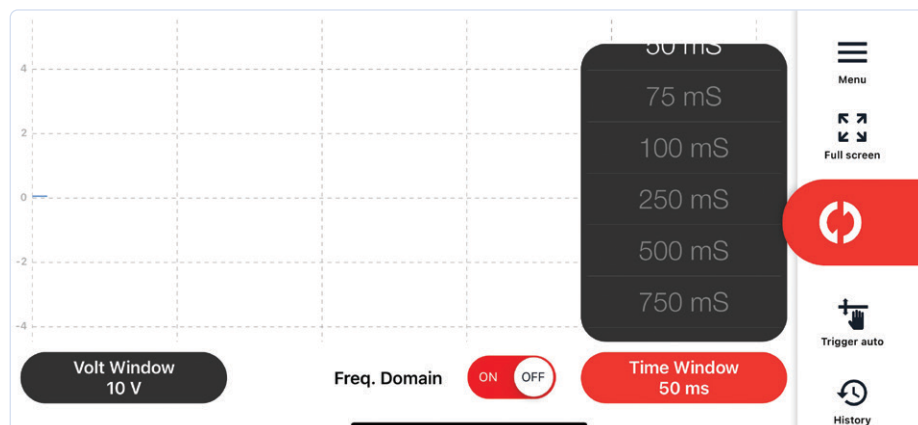 50 mS
4
75 mS
Menu
2
100 mS
Full screen
0
250 mS
-2
500 mS
-4
750 mS
Trigger auto
Volt Window
10 V
Freq. Domain
ON
OFF
Time Window
50 ms
History